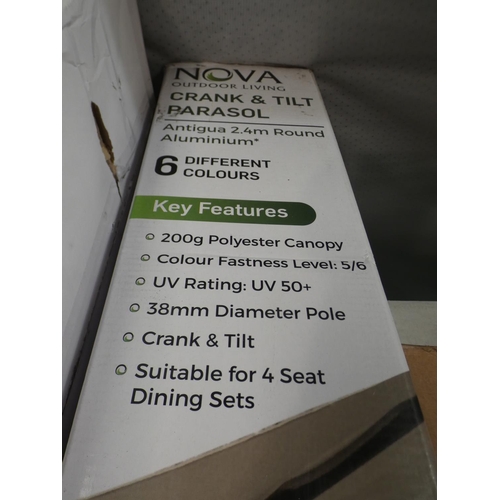 NOVA
OUTDOOR LIVING
CRANK & TILT
PARASOL
Antigua 2.4m Round
Aluminium*
6 DIFFERENT
COLOURS
Key Features
200g Polyester Canopy
Colour Fastness Level: 5/6
UV Rating: UV 50+
38mm Diameter Pole
Crank & Tilt
Suitable for 4 Seat
Dining Sets